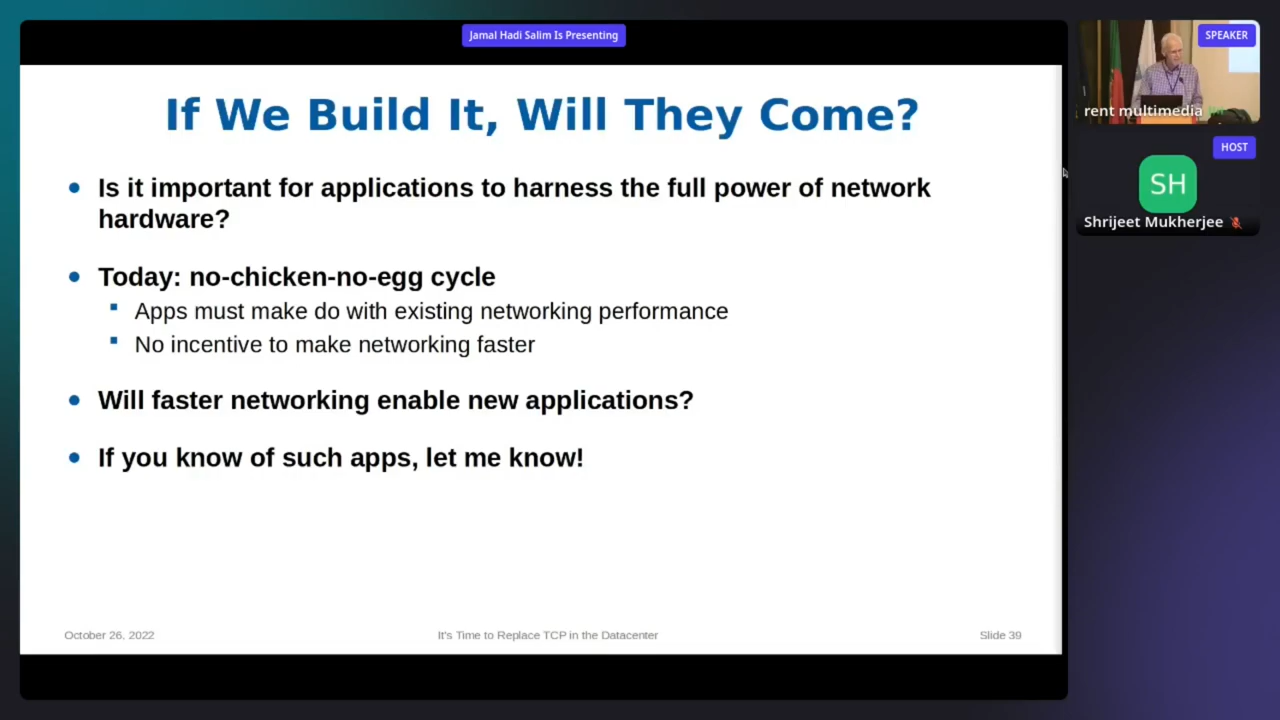 Jamal Hadi Salim Is Presenting
If We Build It, Will They Come?
Is it important for applications to harness the full power of network
hardware?
Today: no-chicken-no-egg cycle
Apps must make do with existing networking performance
No incentive to make networking faster
Will faster networking enable new applications?
If you know of such apps, let me know!
October 26, 2022
It's Time to Replace TCP in the Datacenter
Slide 39
SPEAKER
rent multimedia
HOST
SH
Shrijeet Mukherjee